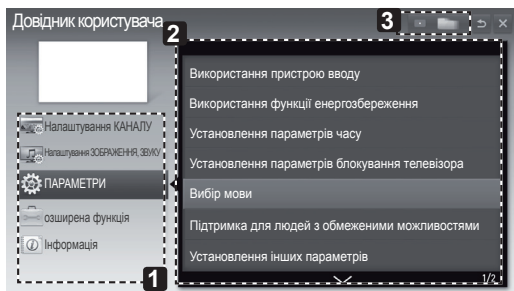 Довідник користувача
3
2
Налаштування КАНАЛУ
Налаштування ЗОБРАЖЕННЯ, ЗВУКУ
ПАРАМЕТРИ
озширена функція
Інформація
1
Використання пристрою вводу
Використання функції енергозбереження
Установлення параметрів часу
Установлення параметрів блокування телевізора
Вибір мови
Підтримка для людей з обмеженими можливостями
Установлення інших параметрів
1/2